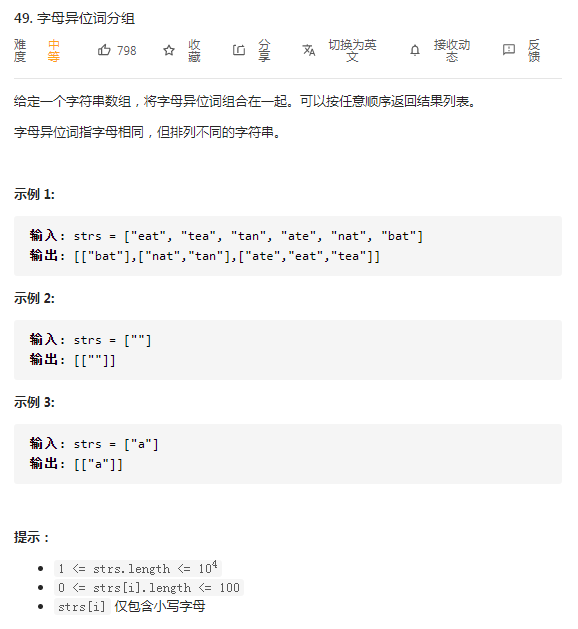 49. 字母异位词分组
难度 中等 798 收藏 分享 切换为英文 接收动态 反馈
给定一个字符串数组，将字母异位词组合在一起。可以按任意顺序返回结果列表。
字母异位词指字母相同，但排列不同的字符串。
示例 1:
输入: strs = ["eat", "tea", "tan", "ate", "nat", "bat"]
输出: [["bat"],["nat","tan"],["ate","eat","tea"]]
示例 2:
输入: strs = [""]
输出: [[""]]
示例 3:
输入: strs = ["a"]
输出: [["a"]]
提示：
1 <= strs.length <= 10⁴
0 <= strs[i].length <= 100
strs[i] 仅包含小写字母